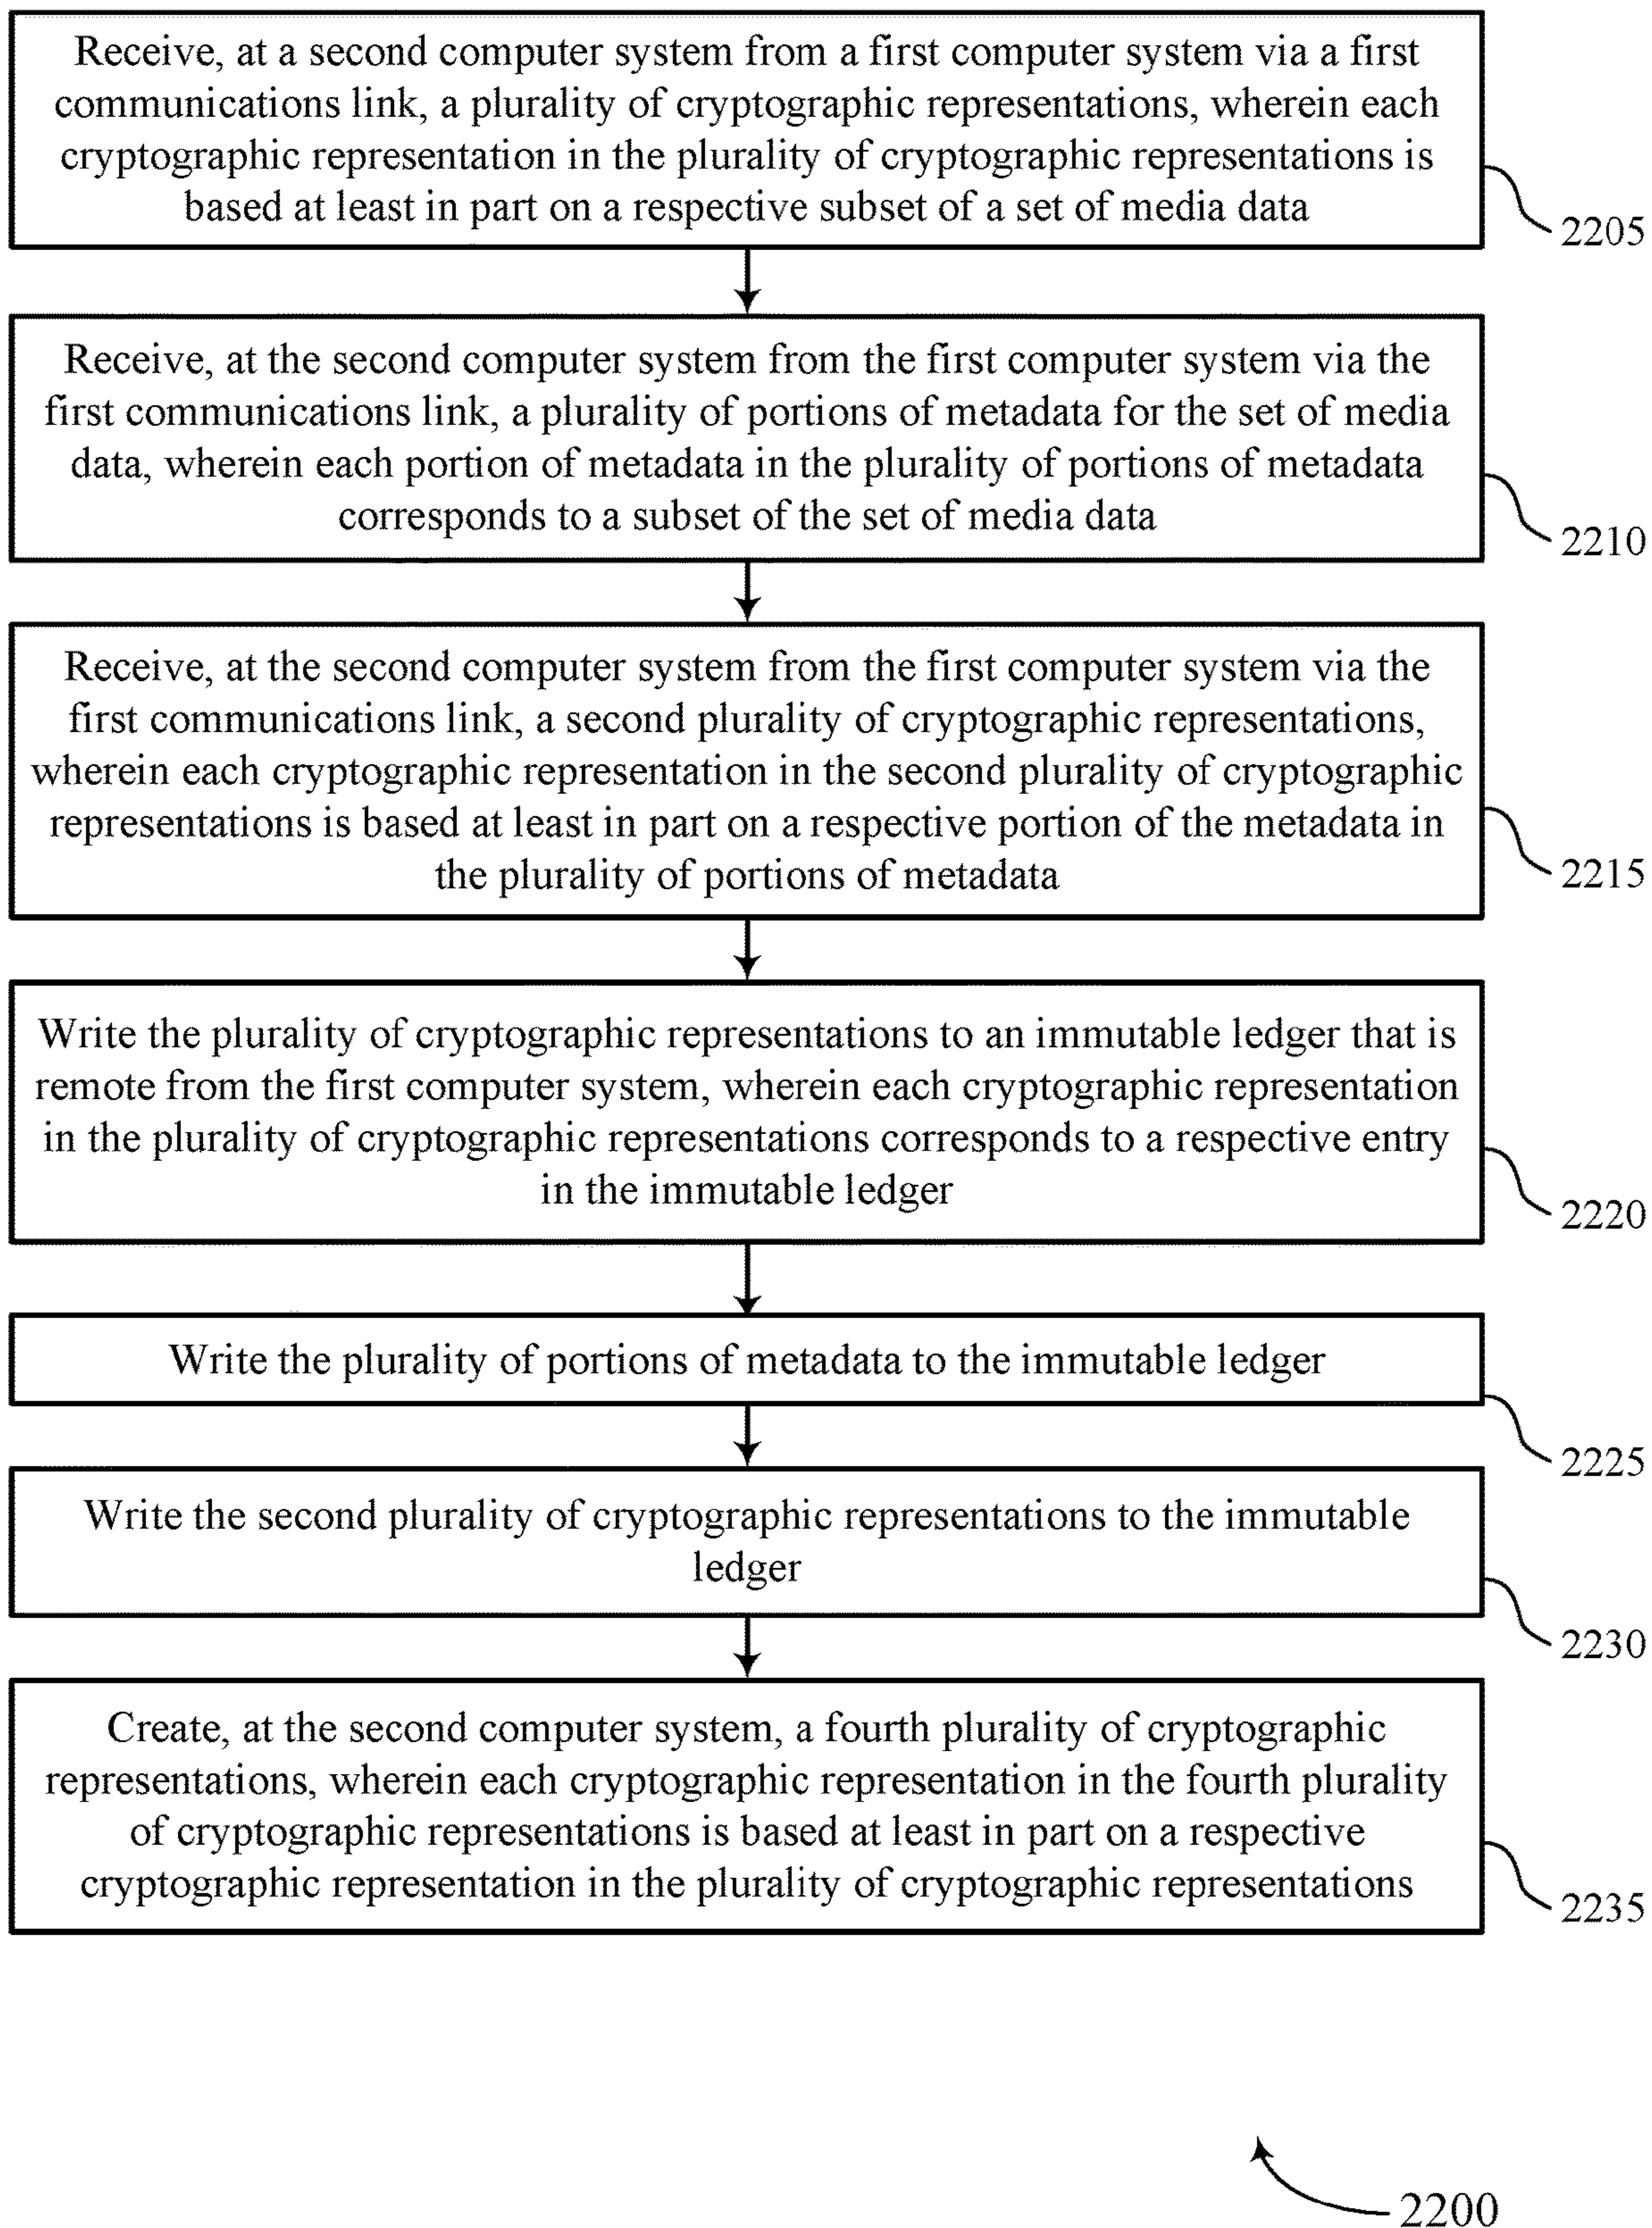 Receive, at a second computer system from a first computer system via a first
communications link, a plurality of cryptographic representations, wherein each
cryptographic representation in the plurality of cryptographic representations is
based at least in part on a respective subset of a set of media data
2205
Receive, at the second computer system from the first computer system via the
first communications link, a plurality of portions of metadata for the set of media
data, wherein each portion of metadata in the plurality of portions of metadata
corresponds to a subset of the set of media data
2210
Receive, at the second computer system from the first computer system via the
first communications link, a second plurality of cryptographic representations,
wherein each cryptographic representation in the second plurality of cryptographic
representations is based at least in part on a respective portion of the metadata in
the plurality of portions of metadata
2215
Write the plurality of cryptographic representations to an immutable ledger that is
remote from the first computer system, wherein each cryptographic representation
in the plurality of cryptographic representations corresponds to a respective entry
in the immutable ledger
2220
Write the plurality of portions of metadata to the immutable ledger
2225
Write the second plurality of cryptographic representations to the immutable
ledger
2230
Create, at the second computer system, a fourth plurality of cryptographic
representations, wherein each cryptographic representation in the fourth plurality
of cryptographic representations is based at least in part on a respective
cryptographic representation in the plurality of cryptographic representations
2235
2200